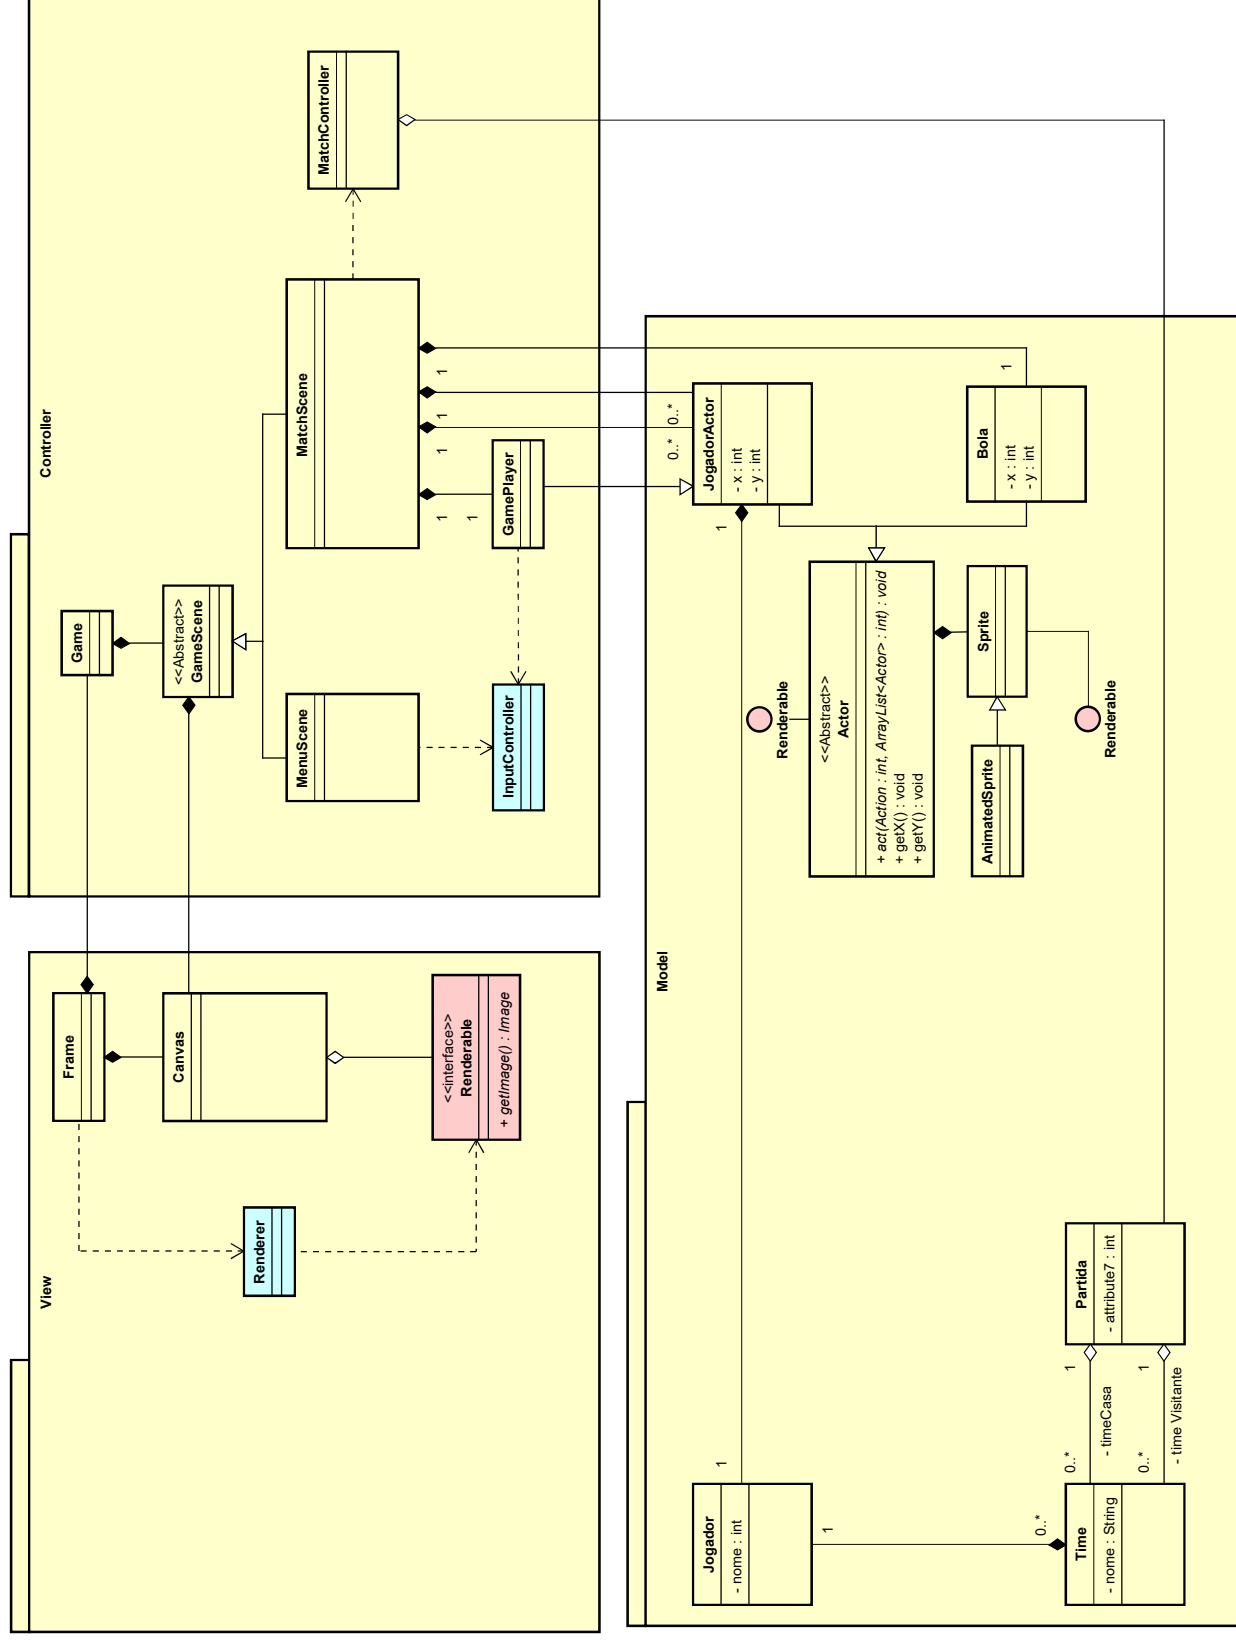 View
Frame
Canvas
Renderer
<<interface>>
Renderable
+ getImage() : Image
Controller
Game
<<Abstract>>
GameScene
MenuScene
MatchScene
MatchController
InputController
GamePlayer
1
1
1
1
1
0..*
0..*
1
Model
JogadorActor
- x : int
- y : int
1
Bola
- x : int
- y : int
Renderable
<<Abstract>>
Actor
+ act(Action : int, ArrayList<Actor> : int) : void
+ getX() : void
+ getY() : void
Sprite
AnimatedSprite
Renderable
1
Jogador
- nome : int
1
0..*
Time
- nome : String
0..*
- timeCasa
1
0..*
- time Visitante
1
Partida
- attribute7 : int